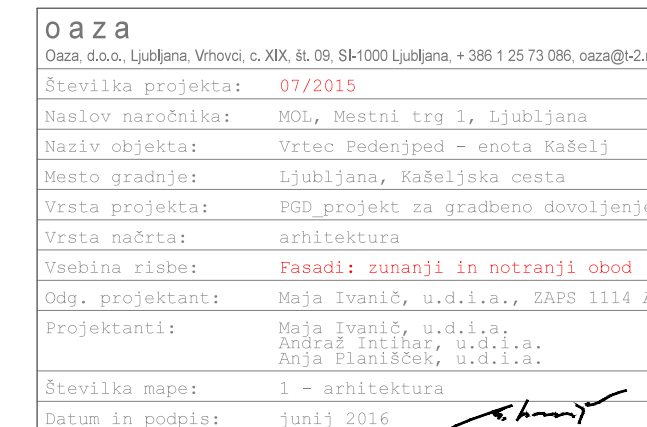 oaza
Oaza, d.o.o., Ljubljana, Vrhovci, c. XIX, št. 09, SI-1000 Ljubljana, + 386 1 25 73 086, oaza@t-2.
Številka projekta: 07/2015
Naslov naročnika: MOL, Mestni trg 1, Ljubljana
Naziv objekta: Vrtec Pedenjped - enota Kašelj
Mesto gradnje: Ljubljana, Kašeljska cesta
Vrsta projekta: PGD_projekt za gradbeno dovoljenje
Vrsta načrta: arhitektura
Vsebina risbe: Fasadi: zunanji in notranji obod
Odg. projektant: Maja Ivanič, u.d.i.a., ZAPS 1114 A
Projektanti: Maja Ivanič, u.d.i.a.
Andraž Intihar, u.d.i.a.
Anja Planišček, u.d.i.a.
Številka mape: 1 - arhitektura
Datum in podpis: junij 2016